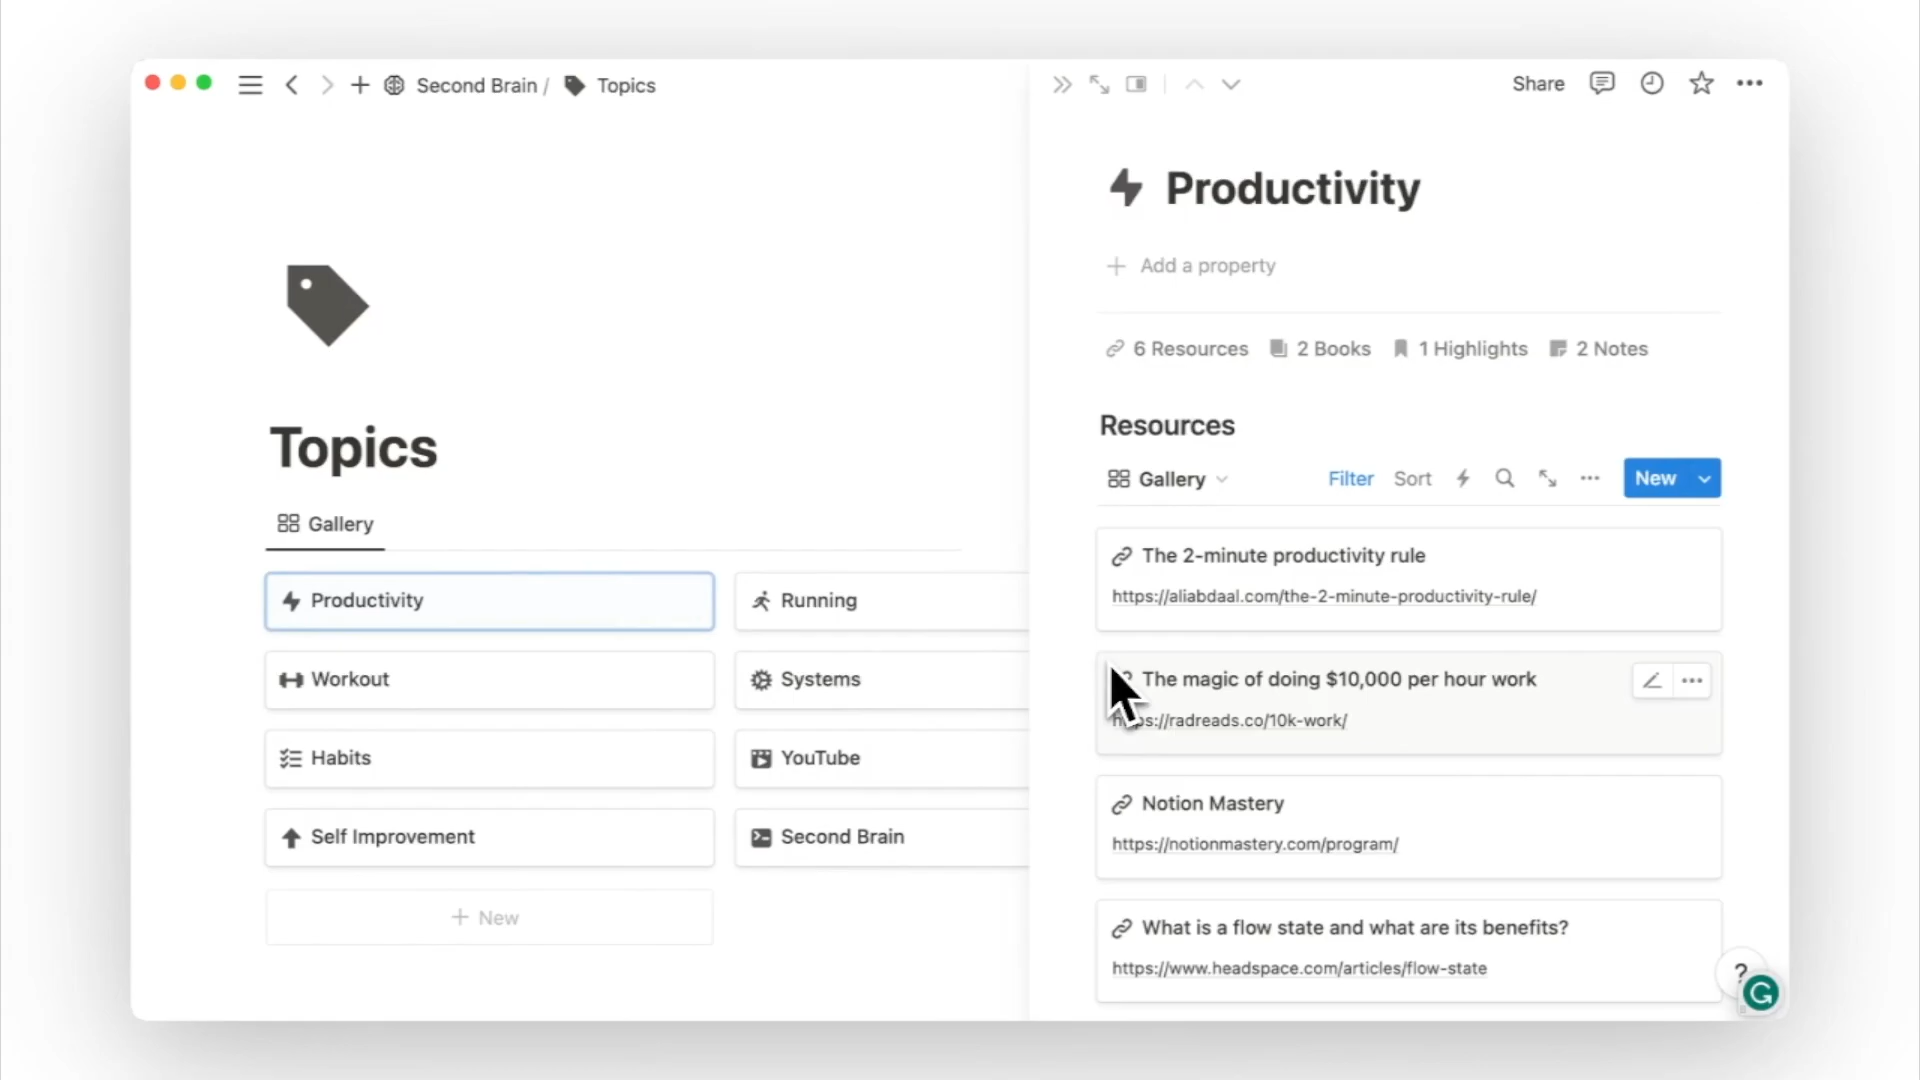 Second Brain / Topics
Share
Topics
Gallery
Productivity
Running
Workout
Systems
Habits
YouTube
Self Improvement
Second Brain
+ New
Productivity
+ Add a property
6 Resources 2 Books 1 Highlights 2 Notes
Resources
Gallery Filter Sort New
The 2-minute productivity rule
https://aliabdaal.com/the-2-minute-productivity-rule/
The magic of doing $10,000 per hour work
https://radreads.co/10k-work/
Notion Mastery
https://notionmastery.com/program/
What is a flow state and what are its benefits?
https://www.headspace.com/articles/flow-state
?